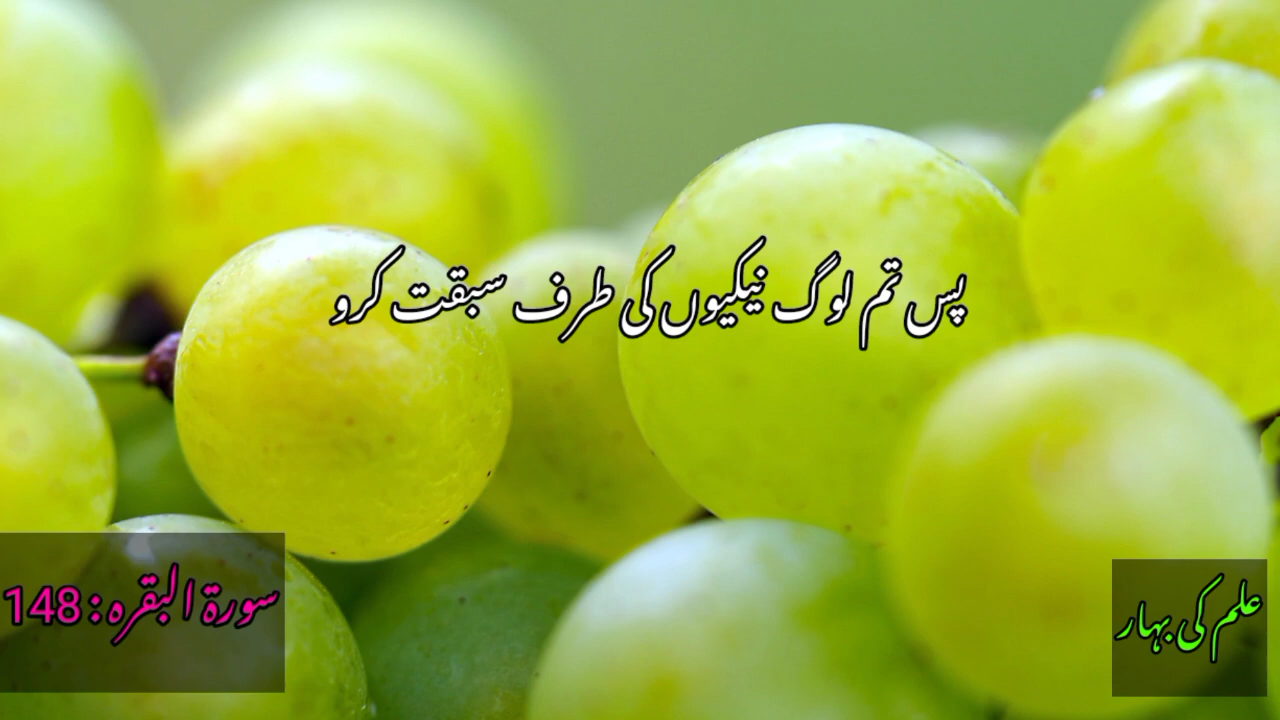 پس تم لوگ نیکیوں کی طرف سبقت کرو
سورۃ البقرہ: 148
علم کی بہار